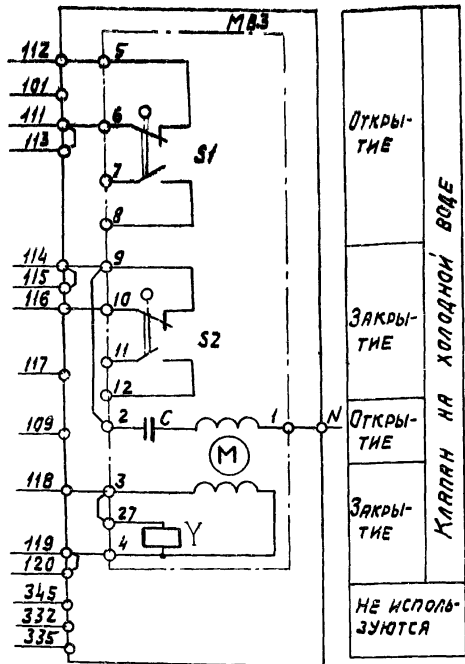 МВ.3
112
5
101
111
6
113
S1
7
8
114
9
115
116
10
S2
11
117
12
109
2
C
1
N
M
118
3
27
Y
119
4
120
345
332
335
ОТКРЫ-
ТИЕ
ЗАКРЫ-
ТИЕ
ОТКРЫ-
ТИЕ
ЗАКРЫ-
ТИЕ
КЛАПАН НА ХОЛОДНОЙ ВОДЕ
НЕ ИСПОЛЬ-
ЗУЮТСЯ